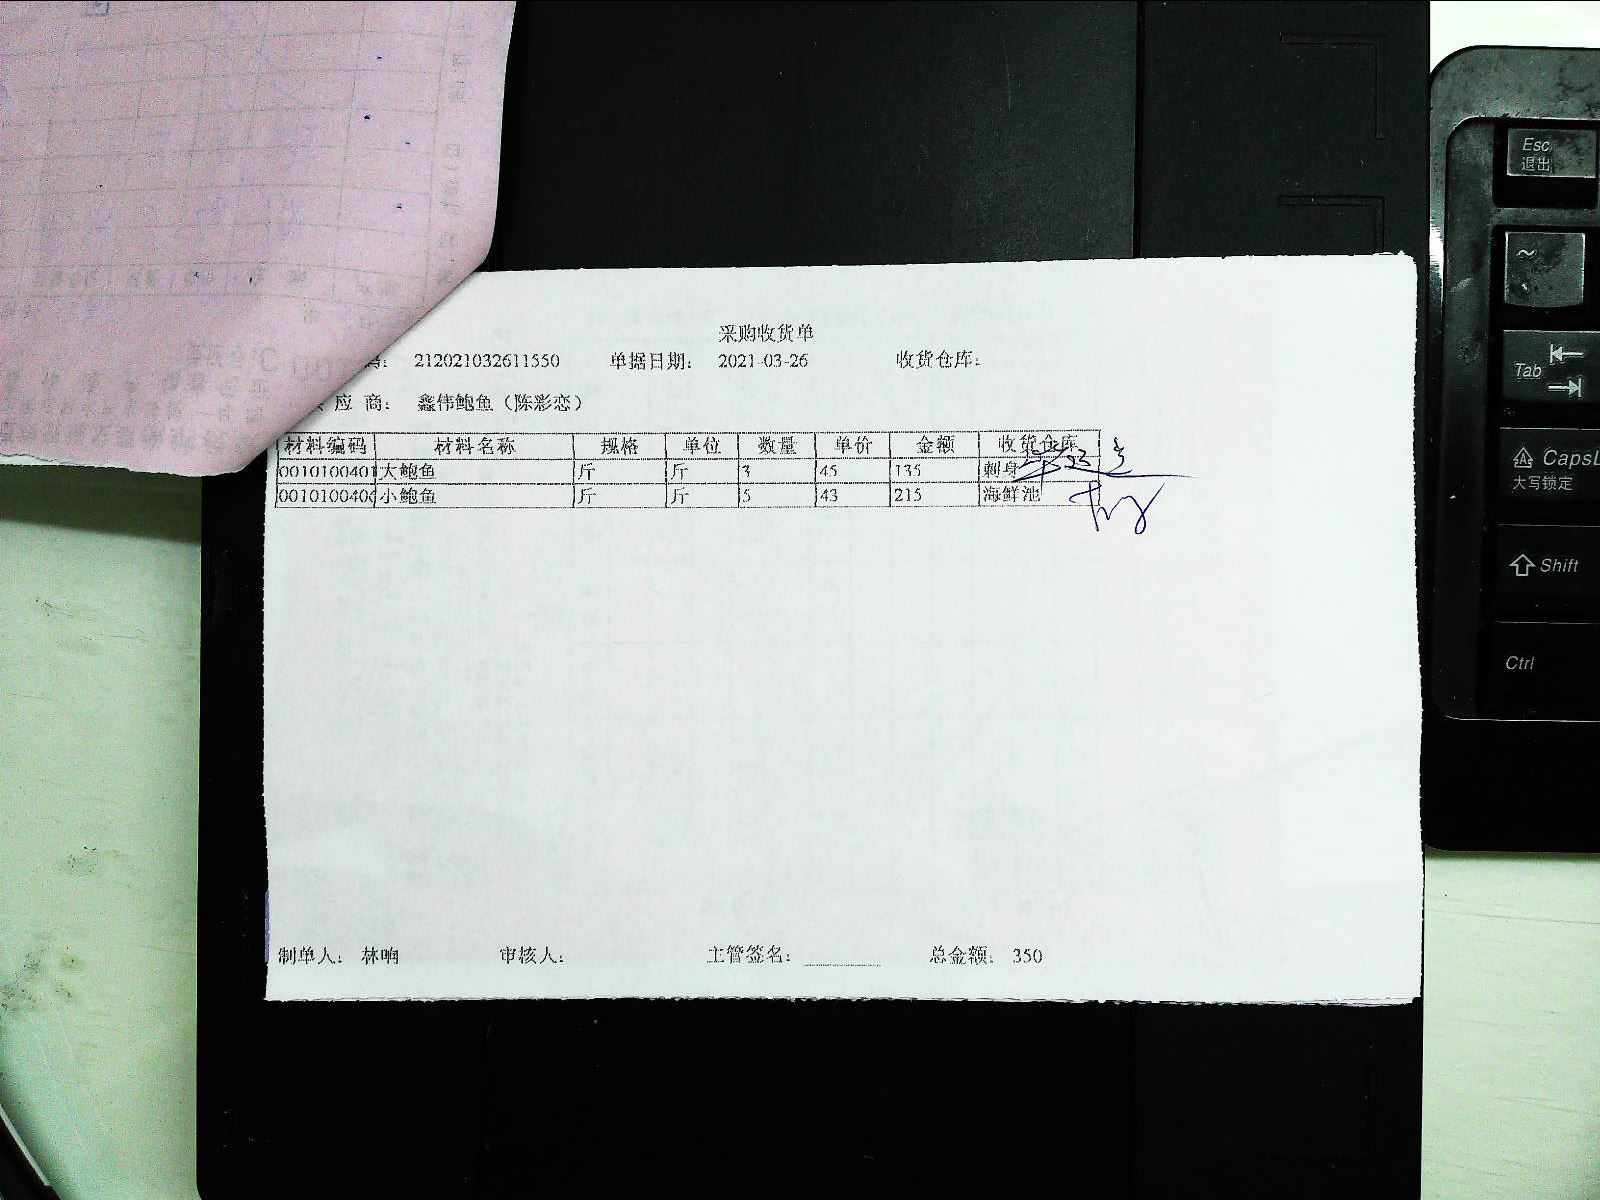 采购收货单
212021032611550 单据日期： 2021-03-26 收货仓库：
应 商： 鑫伟鲍鱼（陈彩恋）
材料编码 材料名称 规格 单位 数量 单价 金额 收货仓库
0010100401 大鲍鱼 斤 斤 3 45 135 刺身
001010040 小鲍鱼 斤 斤 5 43 215 海鲜池
制单人： 林响 审核人： 主管签名： 总金额： 350
Esc
退出
~
Tab
CapsL
大写锁定
Shift
Ctrl